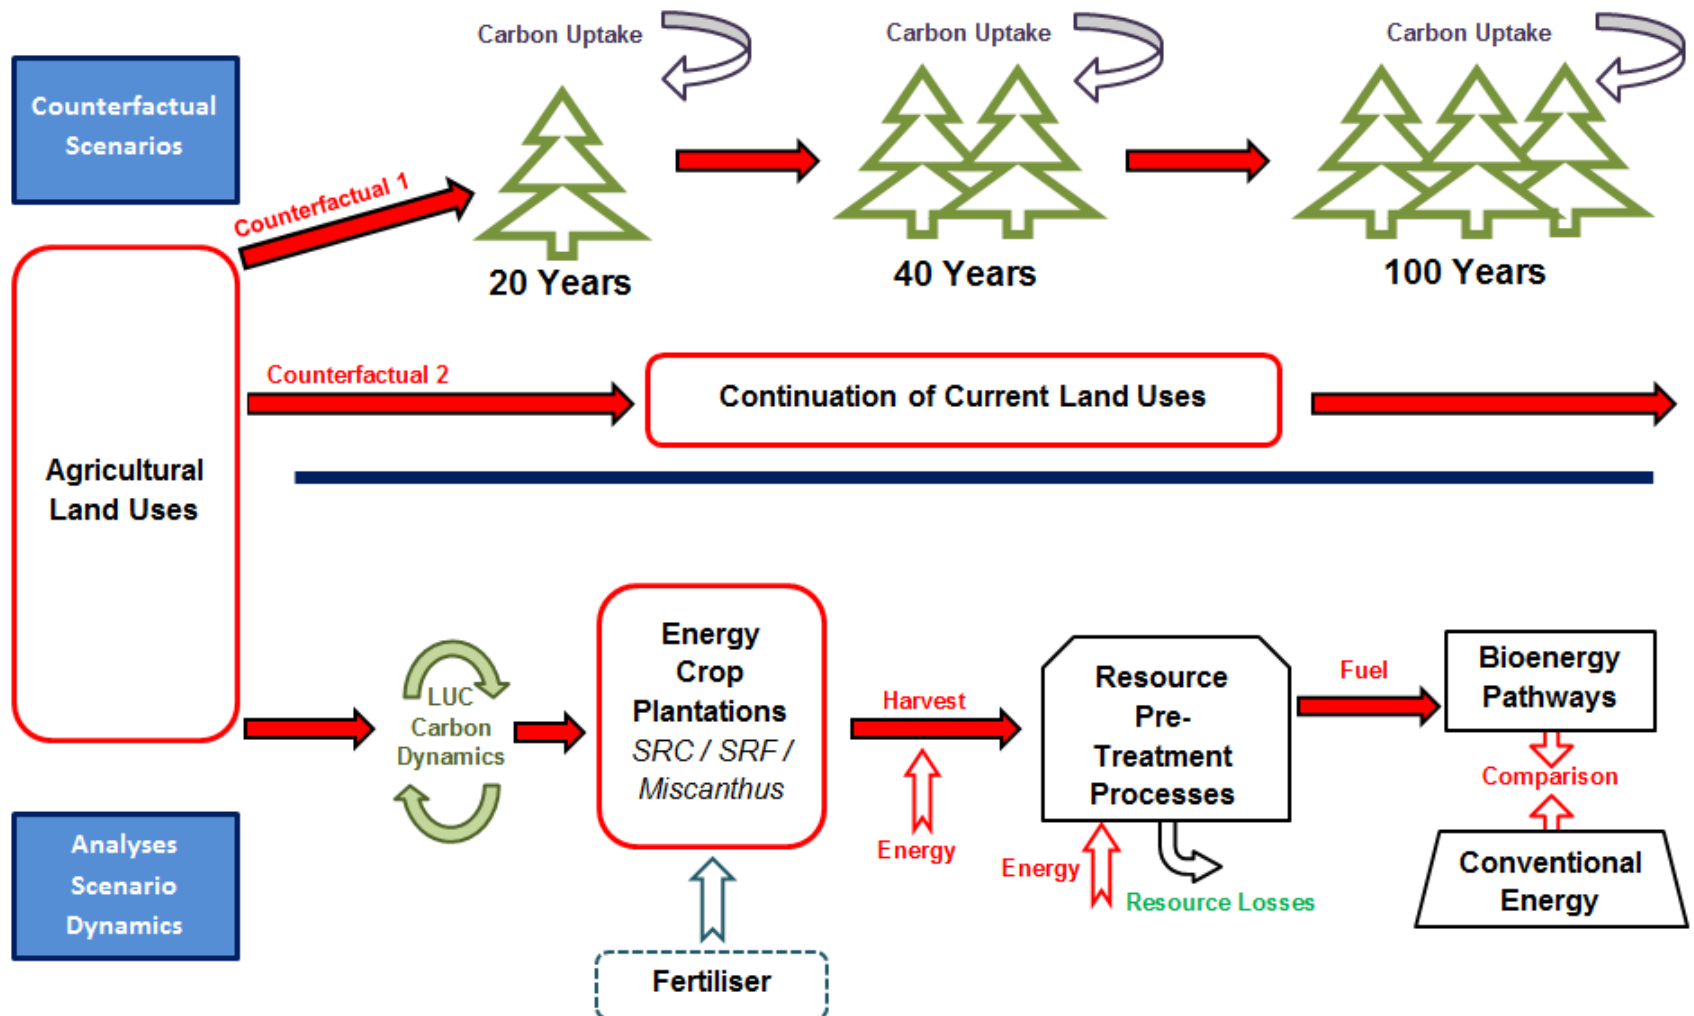 Carbon Uptake
Carbon Uptake
Carbon Uptake
Counterfactual
Scenarios
Counterfactual 1
20 Years
40 Years
100 Years
Counterfactual 2
Continuation of Current Land Uses
Agricultural
Land Uses
LUC
Carbon
Dynamics
Energy
Crop
Plantations
SRC / SRF /
Miscanthus
Harvest
Energy
Resource
Pre-
Treatment
Processes
Energy
Resource Losses
Fuel
Bioenergy
Pathways
Comparison
Conventional
Energy
Analyses
Scenario
Dynamics
Fertiliser